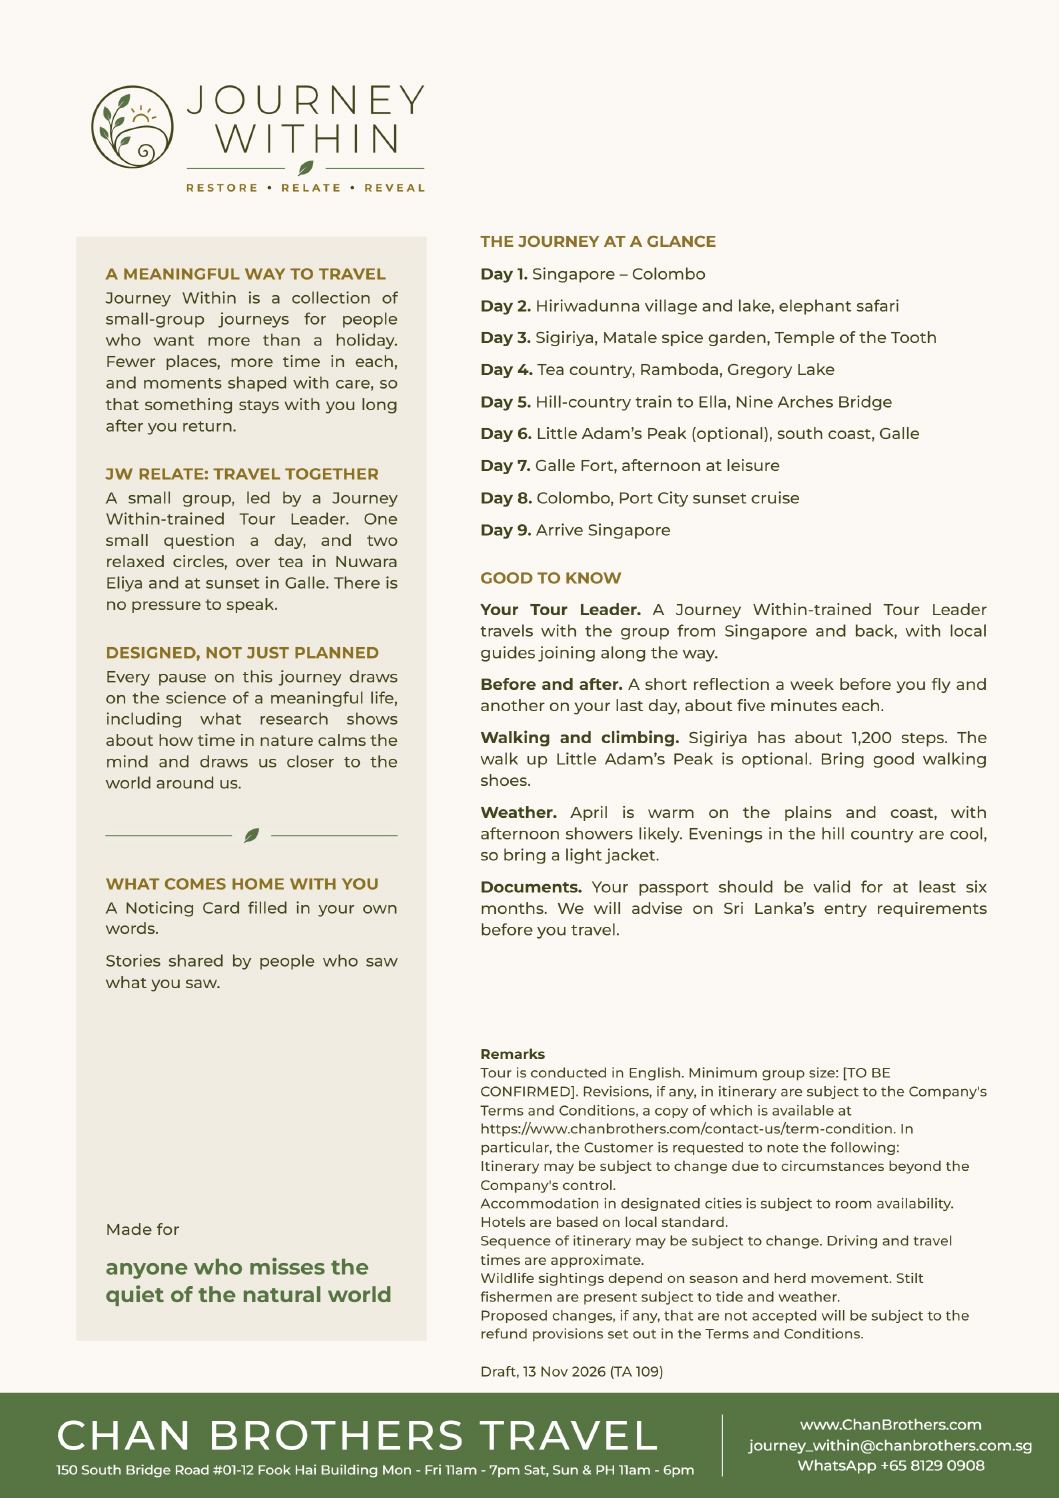 JOURNEY
WITHIN
RESTORE • RELATE • REVEAL
A MEANINGFUL WAY TO TRAVEL
Journey Within is a collection of
small-group journeys for people
who want more than a holiday.
Fewer places, more time in each,
and moments shaped with care, so
that something stays with you long
after you return.
JW RELATE: TRAVEL TOGETHER
A small group, led by a Journey
Within-trained Tour Leader. One
small question a day, and two
relaxed circles, over tea in Nuwara
Eliya and at sunset in Galle. There is
no pressure to speak.
DESIGNED, NOT JUST PLANNED
Every pause on this journey draws
on the science of a meaningful life,
including what research shows
about how time in nature calms the
mind and draws us closer to the
world around us.
WHAT COMES HOME WITH YOU
A Noticing Card filled in your own
words.
Stories shared by people who saw
what you saw.
Made for
anyone who misses the
quiet of the natural world
THE JOURNEY AT A GLANCE
Day 1. Singapore – Colombo
Day 2. Hiriwadunna village and lake, elephant safari
Day 3. Sigiriya, Matale spice garden, Temple of the Tooth
Day 4. Tea country, Ramboda, Gregory Lake
Day 5. Hill-country train to Ella, Nine Arches Bridge
Day 6. Little Adam’s Peak (optional), south coast, Galle
Day 7. Galle Fort, afternoon at leisure
Day 8. Colombo, Port City sunset cruise
Day 9. Arrive Singapore
GOOD TO KNOW
Your Tour Leader. A Journey Within-trained Tour Leader
travels with the group from Singapore and back, with local
guides joining along the way.
Before and after. A short reflection a week before you fly and
another on your last day, about five minutes each.
Walking and climbing. Sigiriya has about 1,200 steps. The
walk up Little Adam’s Peak is optional. Bring good walking
shoes.
Weather. April is warm on the plains and coast, with
afternoon showers likely. Evenings in the hill country are cool,
so bring a light jacket.
Documents. Your passport should be valid for at least six
months. We will advise on Sri Lanka’s entry requirements
before you travel.
Remarks
Tour is conducted in English. Minimum group size: [TO BE
CONFIRMED]. Revisions, if any, in itinerary are subject to the Company's
Terms and Conditions, a copy of which is available at
https://www.chanbrothers.com/contact-us/term-condition. In
particular, the Customer is requested to note the following:
Itinerary may be subject to change due to circumstances beyond the
Company's control.
Accommodation in designated cities is subject to room availability.
Hotels are based on local standard.
Sequence of itinerary may be subject to change. Driving and travel
times are approximate.
Wildlife sightings depend on season and herd movement. Stilt
fishermen are present subject to tide and weather.
Proposed changes, if any, that are not accepted will be subject to the
refund provisions set out in the Terms and Conditions.
Draft, 13 Nov 2026 (TA 109)
CHAN BROTHERS TRAVEL
150 South Bridge Road #01-12 Fook Hai Building Mon - Fri 11am - 7pm Sat, Sun & PH 11am - 6pm
www.ChanBrothers.com
journey_within@chanbrothers.com.sg
WhatsApp +65 8129 0908